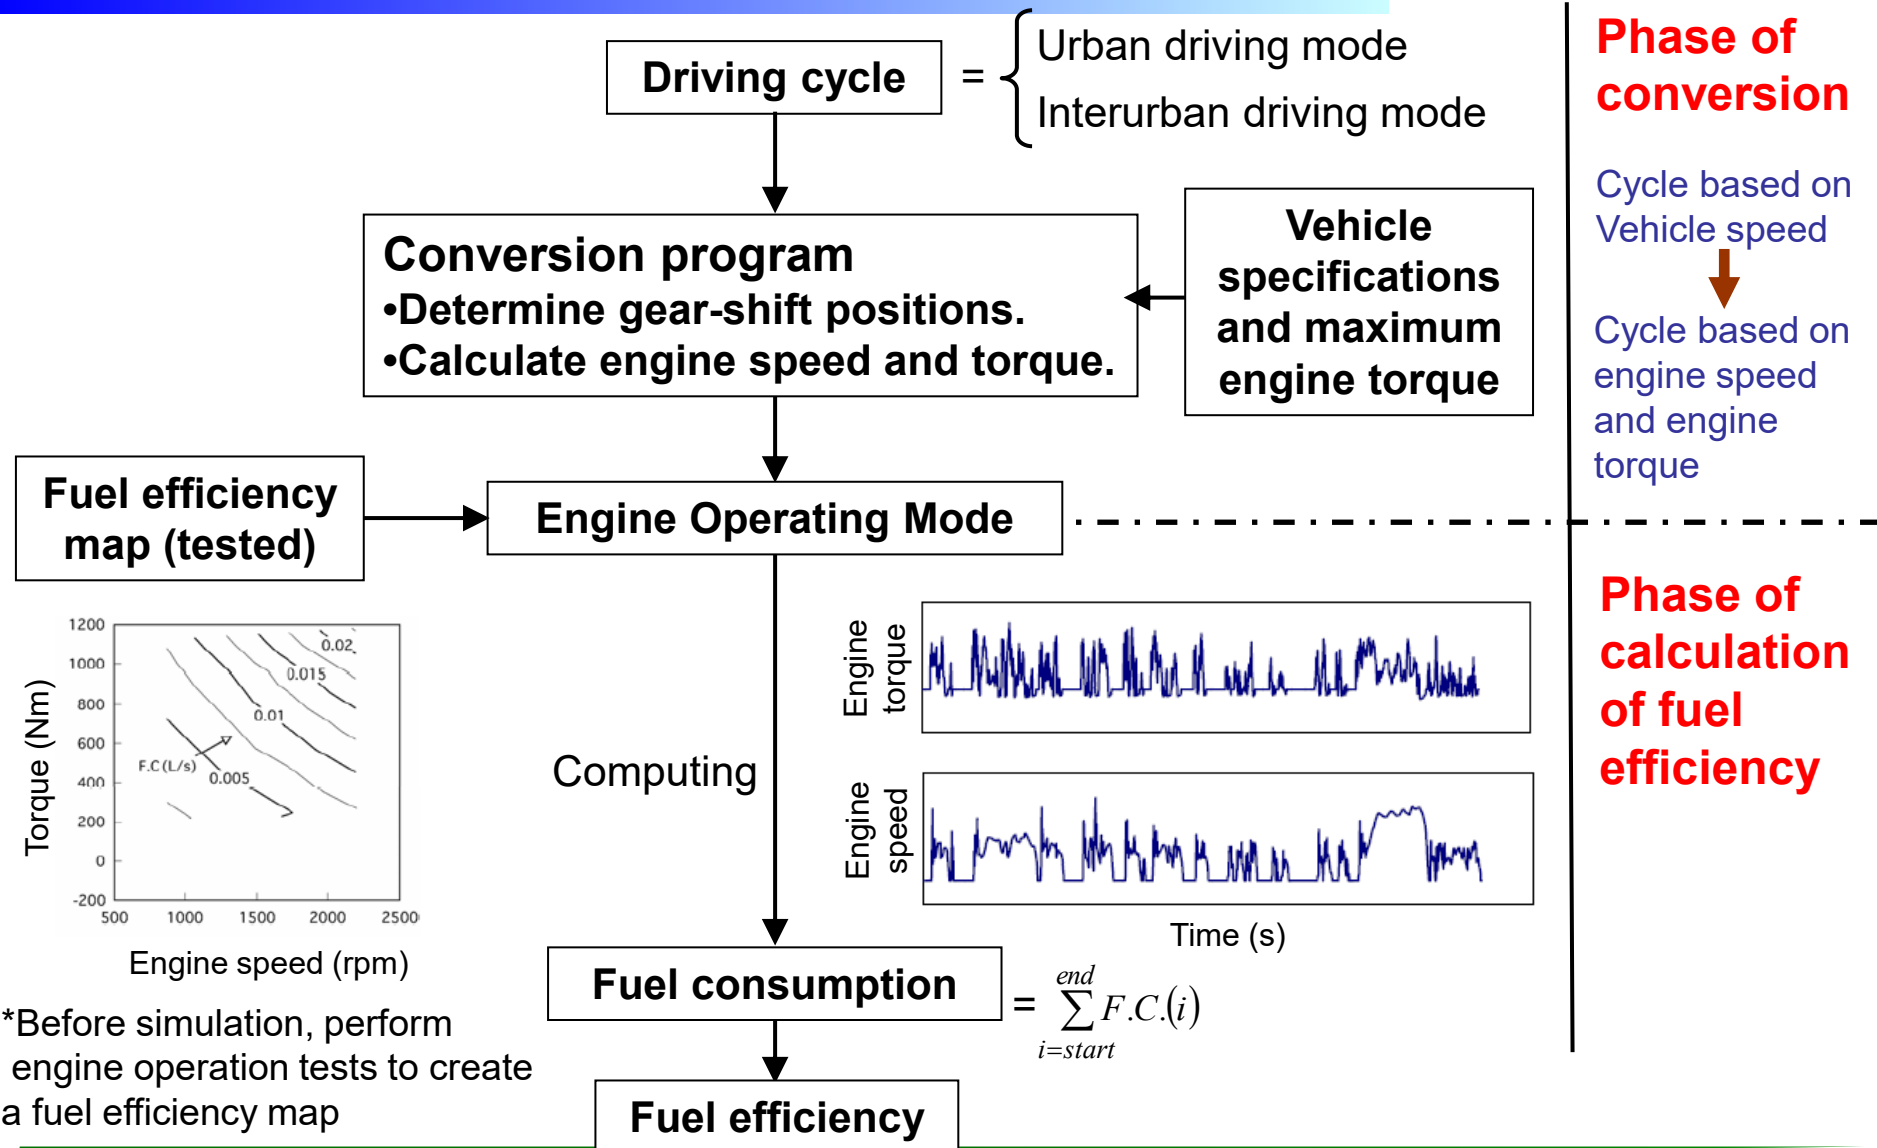 Driving cycle
=
Urban driving mode
Interurban driving mode
Phase of
conversion
Cycle based on
Vehicle speed
Cycle based on
engine speed
and engine
torque
Conversion program
•Determine gear-shift positions.
•Calculate engine speed and torque.
Vehicle
specifications
and maximum
engine torque
Fuel efficiency
map (tested)
Engine Operating Mode
Phase of
calculation
of fuel
efficiency
Torque (Nm)
1200
1000
800
600
400
200
0
-200
500 1000 1500 2000 2500
0.02
0.015
0.01
F.C(L/s)
0.005
Engine speed (rpm)
Computing
Engine
torque
Engine
speed
Time (s)
*Before simulation, perform
engine operation tests to create
a fuel efficiency map
Fuel consumption
= end
∑ F.C.(i)
i=start
Fuel efficiency